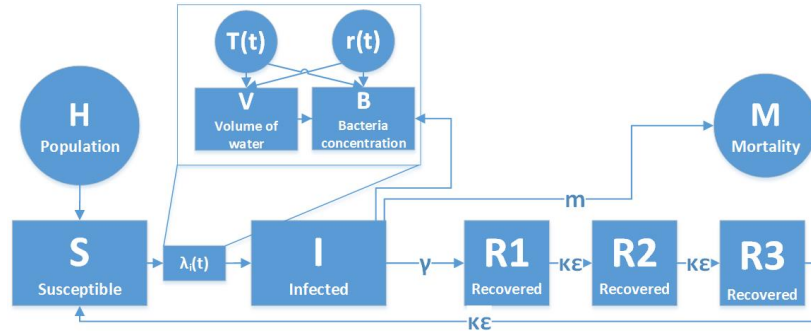 T(t)
r(t)
V
Volume of
water
B
Bacteria
concentration
H
Population
M
Mortality
m
S
Susceptible
λi(t)
I
Infected
γ
R1
Recovered
κε
R2
Recovered
κε
R3
Recovered
κε